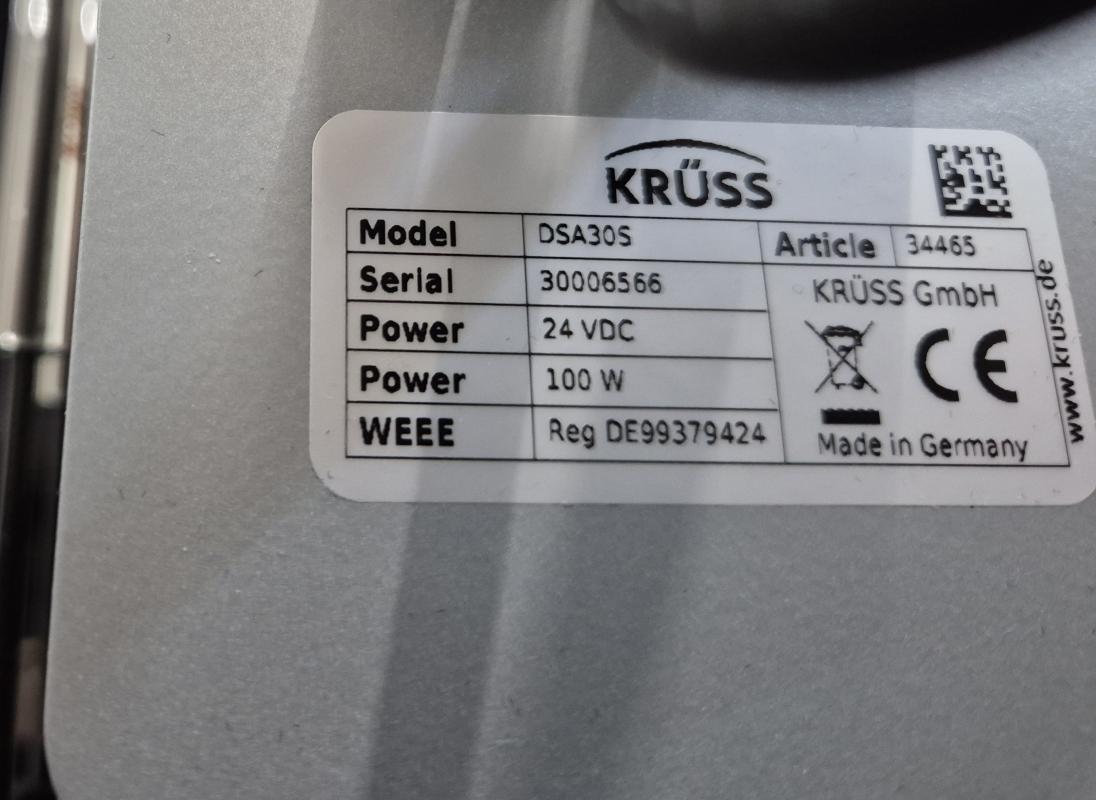 KRÜSS
Model DSA30S Article 34465
Serial 30006566 KRÜSS GmbH
Power 24 VDC
Power 100 W
WEEE Reg DE99379424 Made in Germany
CE
www.kruss.de